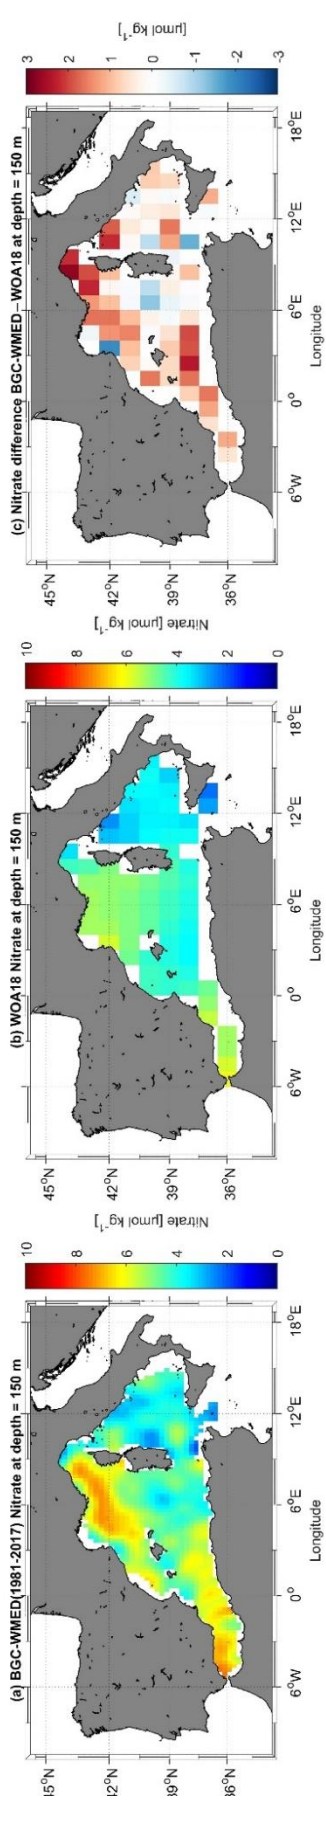 (a) BGC-WMED(1981-2017) Nitrate at depth = 150 m
45°N
42°N
39°N
36°N
6°W
0°
6°E
12°E
18°E
Longitude
10
8
6
4
2
0
Nitrate [µmol kg⁻¹]
(b) WOA18 Nitrate at depth = 150 m
45°N
42°N
39°N
36°N
6°W
0°
6°E
12°E
18°E
Longitude
10
8
6
4
2
0
Nitrate [µmol kg⁻¹]
(c) Nitrate difference BGC-WMED−WOA18 at depth = 150 m
45°N
42°N
39°N
36°N
6°W
0°
6°E
12°E
18°E
Longitude
3
2
1
0
-1
-2
-3
[µmol kg⁻¹]